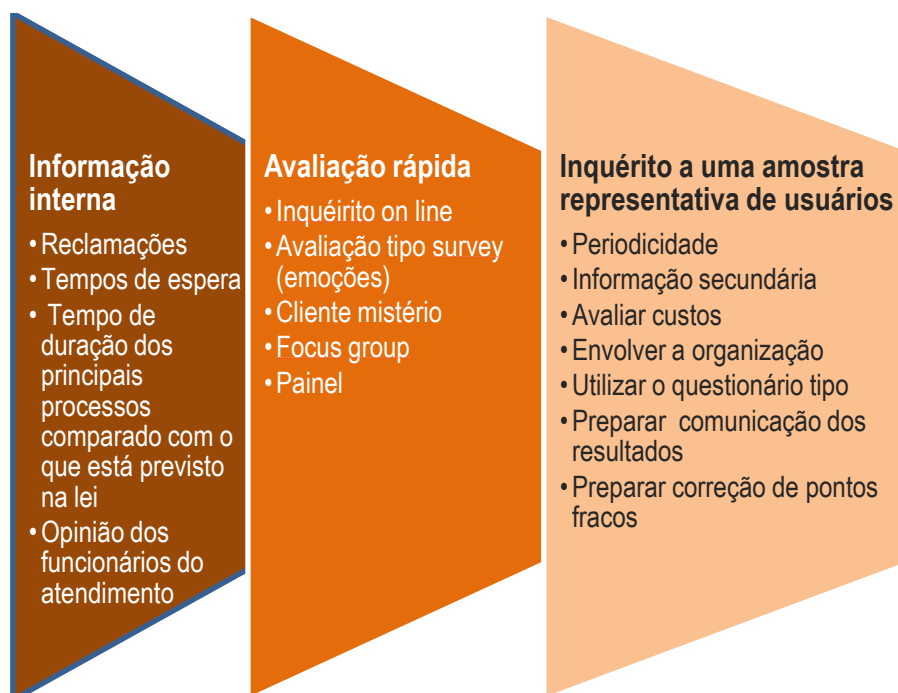 Informação
interna
• Reclamações
• Tempos de espera
• Tempo de
duração dos
principais
processos
comparado com o
que está previsto
na lei
• Opinião dos
funcionários do
atendimento
Avaliação rápida
• Inquéirito on line
• Avaliação tipo survey
(emoções)
• Cliente mistério
• Focus group
• Painel
Inquérito a uma amostra
representativa de usuários
• Periodicidade
• Informação secundária
• Avaliar custos
• Envolver a organização
• Utilizar o questionário tipo
• Preparar comunicação dos
resultados
• Preparar correção de pontos
fracos